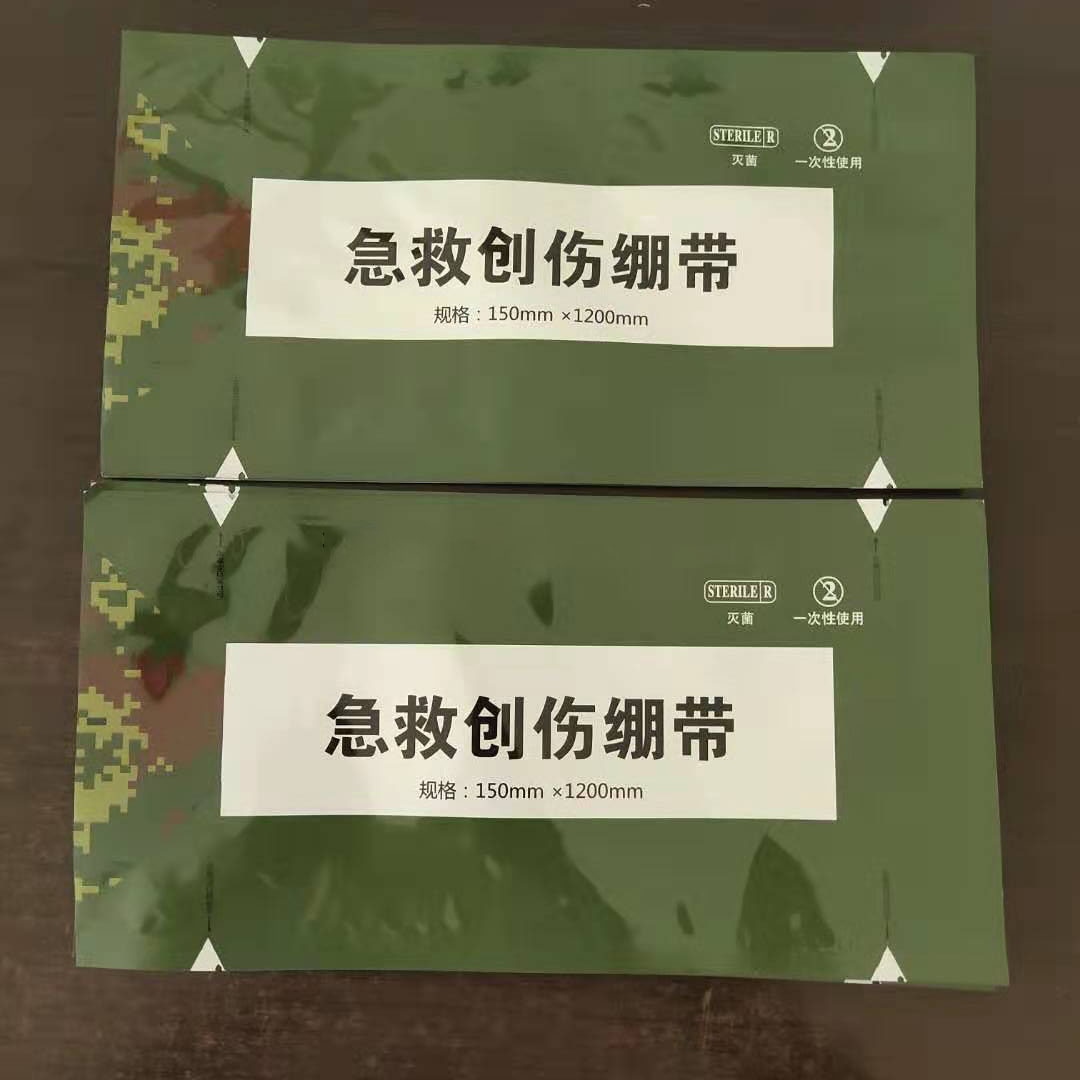 STERILE R
灭菌
一次性使用
急救创伤绷带
规格：150mm ×1200mm
STERILE R
灭菌
一次性使用
急救创伤绷带
规格：150mm ×1200mm